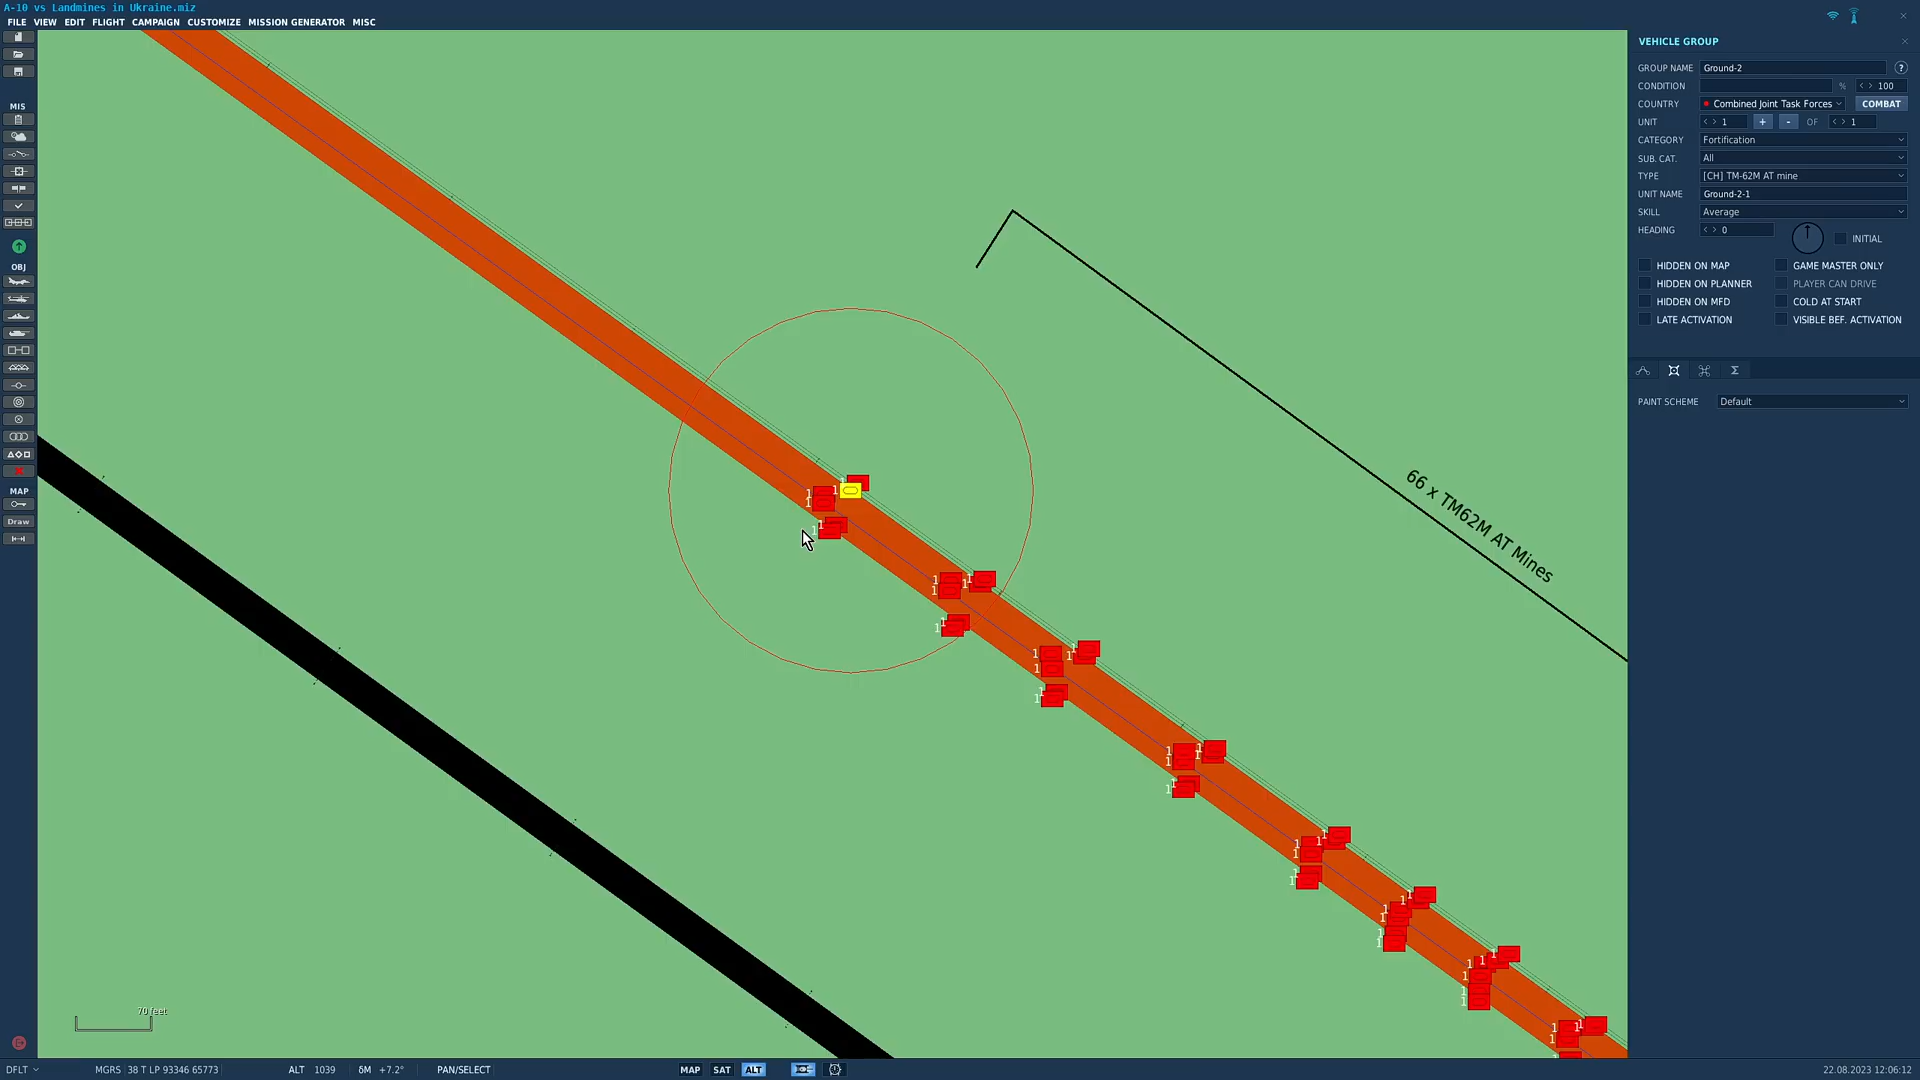 A-10 vs Landmines in Ukraine.miz
FILE VIEW EDIT FLIGHT CAMPAIGN CUSTOMIZE MISSION GENERATOR MISC
MIS
OBJ
MAP
Draw
66 x TM62M AT Mines
70 feet
VEHICLE GROUP
GROUP NAME Ground-2 ?
CONDITION % < > 100
COUNTRY Combined Joint Task Forces COMBAT
UNIT < > 1 + - OF < > 1
CATEGORY Fortification
SUB. CAT. All
TYPE [CH] TM-62M AT mine
UNIT NAME Ground-2-1
SKILL Average
HEADING < > 0 INITIAL
HIDDEN ON MAP GAME MASTER ONLY
HIDDEN ON PLANNER PLAYER CAN DRIVE
HIDDEN ON MFD COLD AT START
LATE ACTIVATION VISIBLE BEF. ACTIVATION
Σ
PAINT SCHEME Default
DFLT MGRS 38 T LP 93346 65773 ALT 1039 δM +7.2° PAN/SELECT MAP SAT ALT 22.08.2023 12:06:12